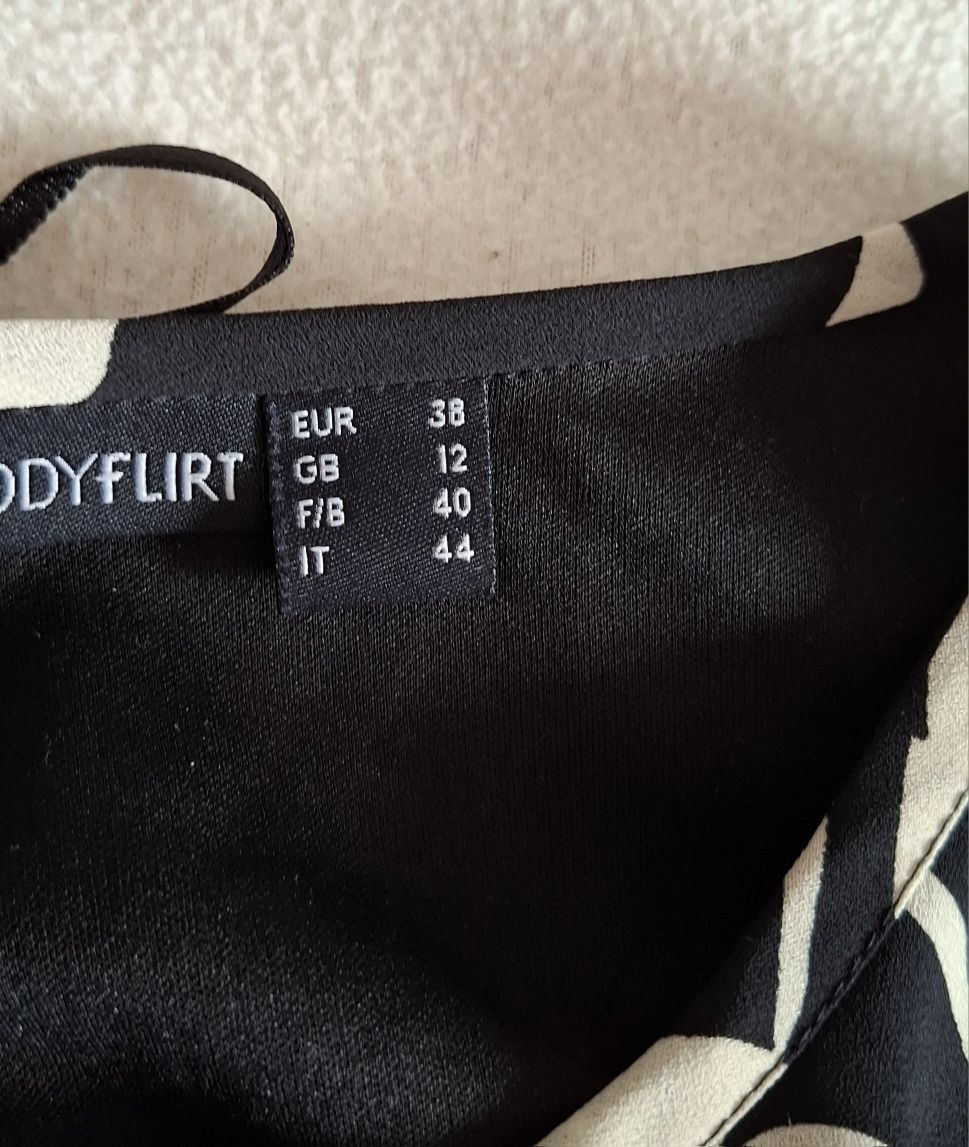 ODYFLIRT
EUR 38
GB 12
F/B 40
IT 44